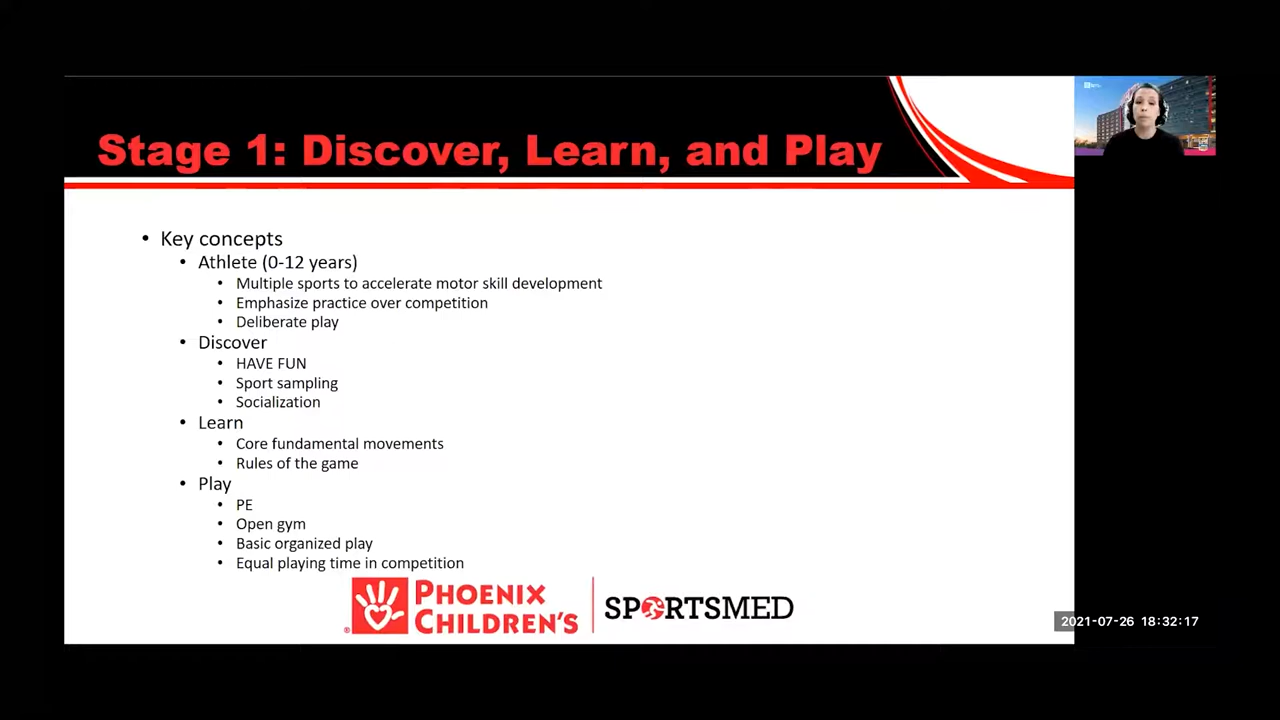 Stage 1: Discover, Learn, and Play
• Key concepts
• Athlete (0-12 years)
• Multiple sports to accelerate motor skill development
• Emphasize practice over competition
• Deliberate play
• Discover
• HAVE FUN
• Sport sampling
• Socialization
• Learn
• Core fundamental movements
• Rules of the game
• Play
• PE
• Open gym
• Basic organized play
• Equal playing time in competition
PHOENIX
CHILDREN'S
®
SPORTSMED
2021-07-26 18:32:17